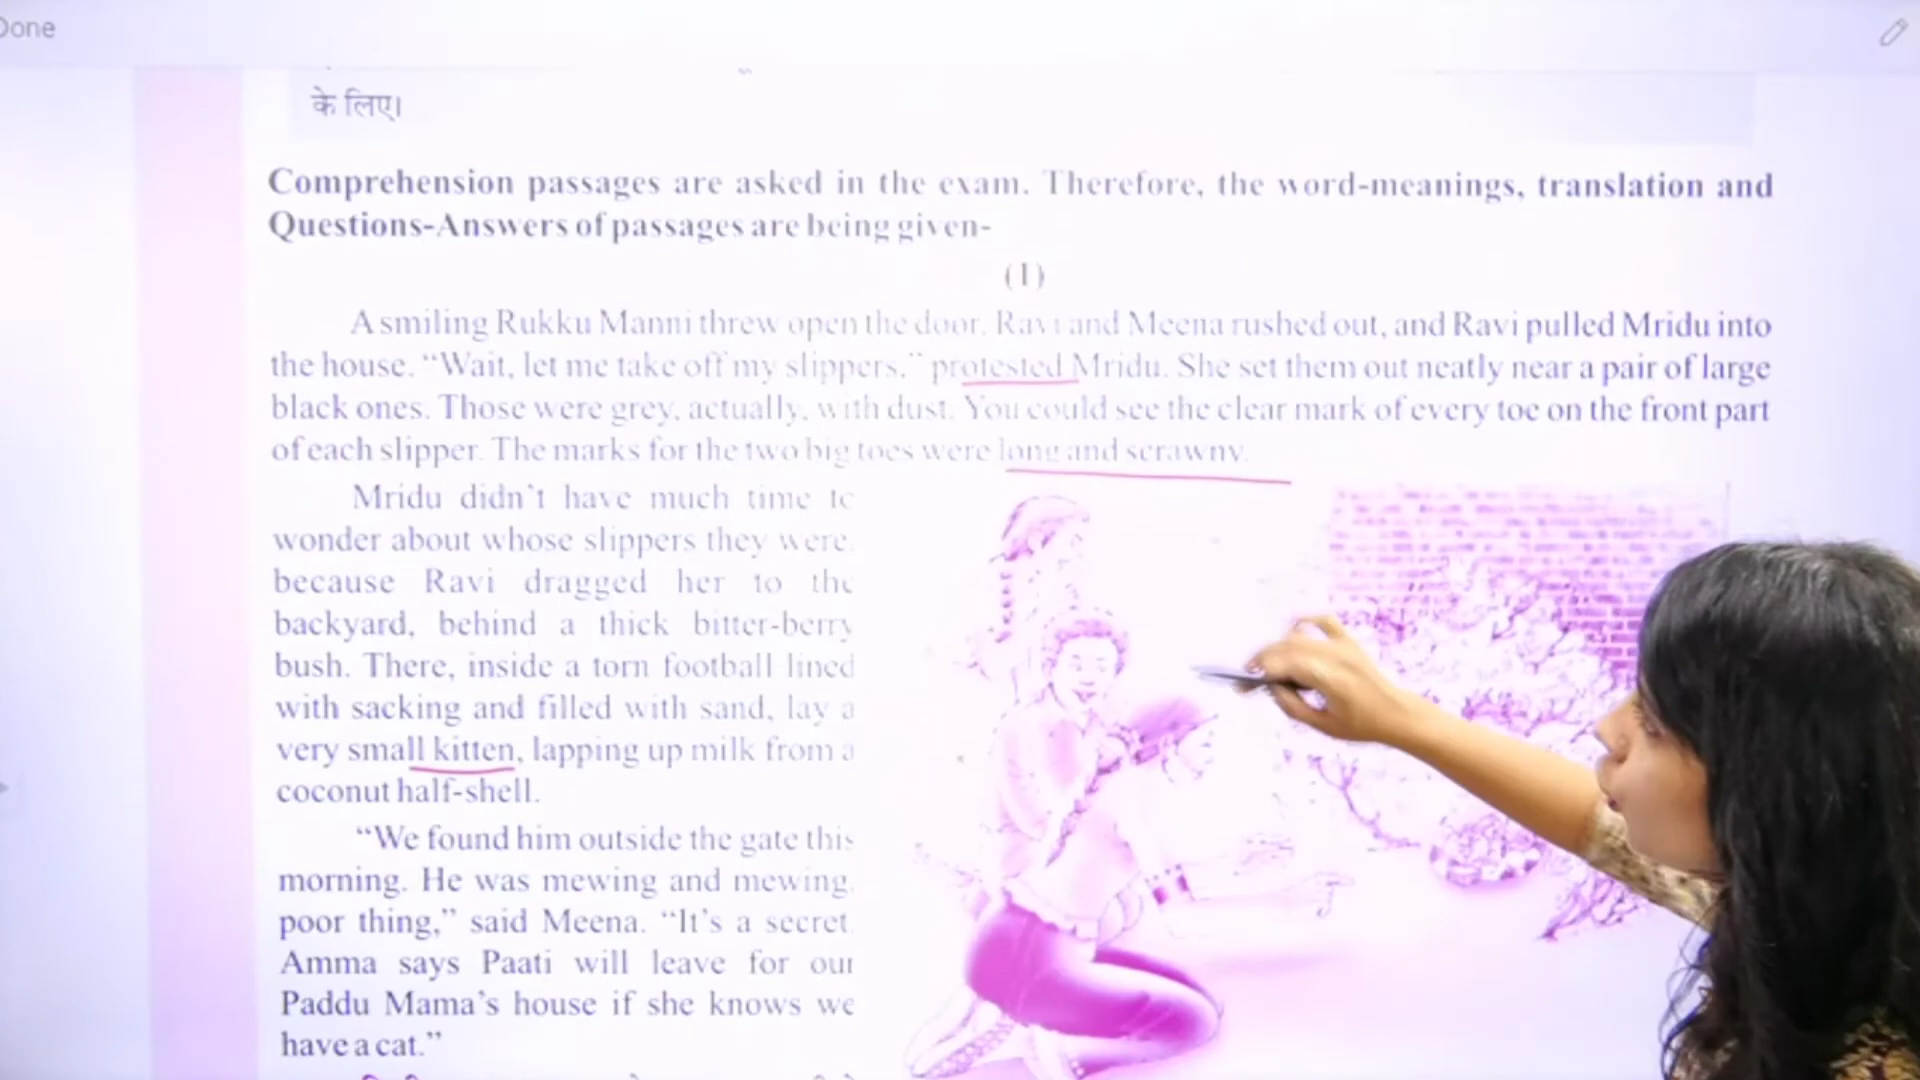 Done
के लिए।
Comprehension passages are asked in the exam. Therefore, the word-meanings, translation and
Questions-Answers of passages are being given-
(1)
A smiling Rukku Manni threw open the door. Ravi and Meena rushed out, and Ravi pulled Mridu into
the house. “Wait, let me take off my slippers,” protested Mridu. She set them out neatly near a pair of large
black ones. Those were grey, actually, with dust. You could see the clear mark of every toe on the front part
of each slipper. The marks for the two big toes were long and scrawny.
Mridu didn’t have much time to
wonder about whose slippers they were,
because Ravi dragged her to the
backyard, behind a thick bitter-berry
bush. There, inside a torn football lined
with sacking and filled with sand, lay a
very small kitten, lapping up milk from a
coconut half-shell.
“We found him outside the gate this
morning. He was mewing and mewing,
poor thing,” said Meena. “It’s a secret.
Amma says Paati will leave for our
Paddu Mama’s house if she knows we
have a cat.”